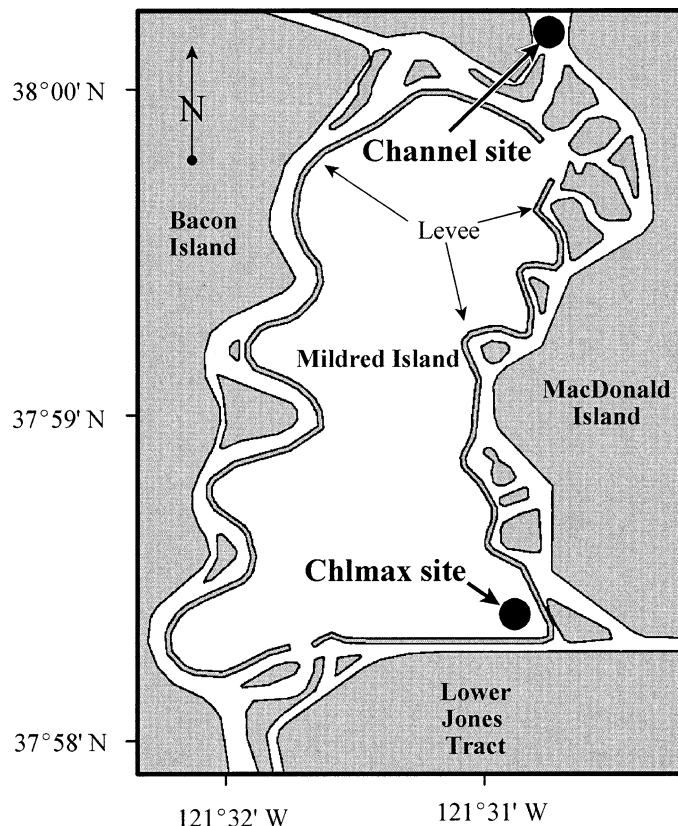 38°00' N
N
Channel site
Bacon
Island
Levee
Mildred Island
MacDonald
Island
37°59' N
Chlmax site
Lower
Jones
Tract
37°58' N
121°32' W
121°31' W